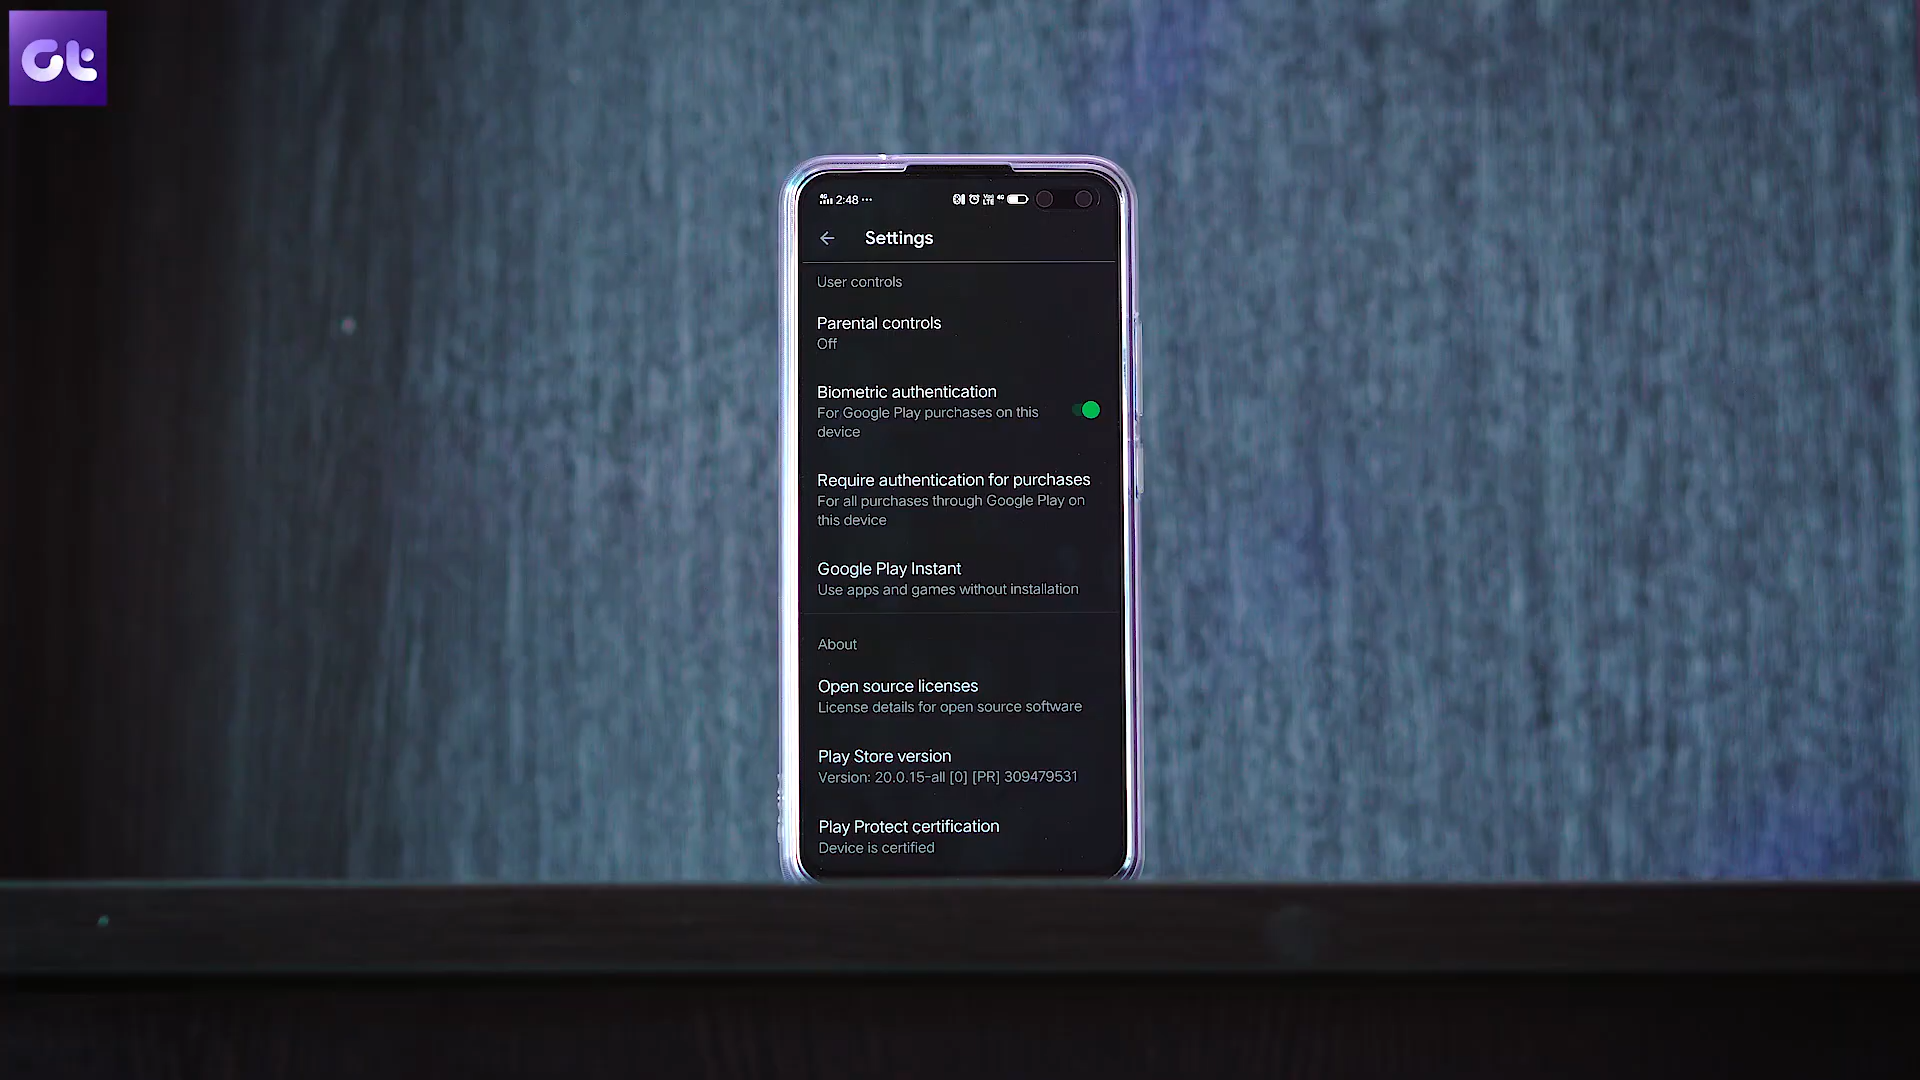 Gt
2:48
Settings
User controls
Parental controls
Off
Biometric authentication
For Google Play purchases on this
device
Require authentication for purchases
For all purchases through Google Play on
this device
Google Play Instant
Use apps and games without installation
About
Open source licenses
License details for open source software
Play Store version
Version: 20.0.15-all [0] [PR] 309479531
Play Protect certification
Device is certified